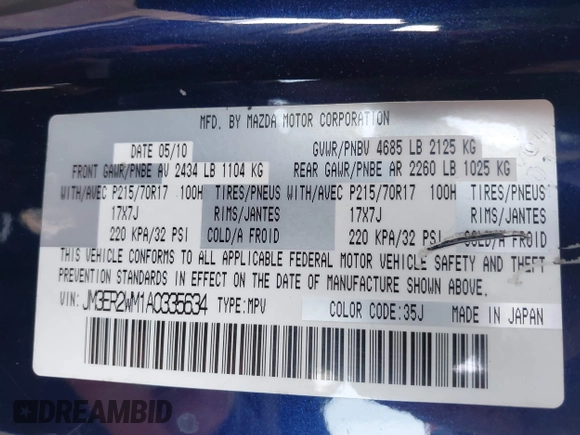 MFD. BY MAZDA MOTOR CORPORATION
DATE 05/10 GVWR/PNBV 4685 LB 2125 KG
FRONT GAWR/PNBE AV 2434 LB 1104 KG REAR GAWR/PNBE AR 2260 LB 1025 KG
WITH/AVEC P215/70R17 100H TIRES/PNEUS WITH/AVEC P215/70R17 100H TIRES/PNEUS
17X7J RIMS/JANTES 17X7J RIMS/JANTES
220 KPA/32 PSI COLD/A FROID 220 KPA/32 PSI COLD/A FROID
THIS VEHICLE CONFORMS TO ALL APPLICABLE FEDERAL MOTOR VEHICLE SAFETY AND THEFT
PREVENTION STANDARDS IN EFFECT ON THE DATE OF MANUFACTURE SHOWN ABOVE.
VIN: JM3ER2WM1A0335634 TYPE:MPV COLOR CODE:35J MADE IN JAPAN
DREAMBID